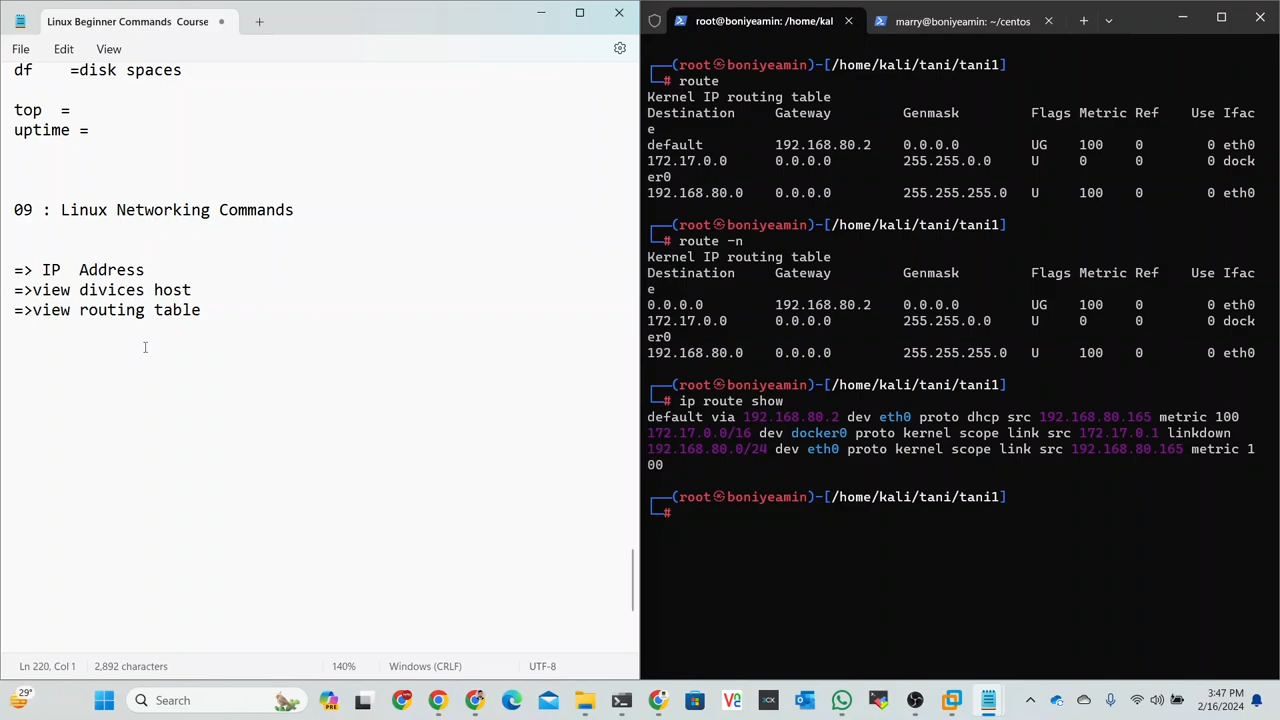 Linux Beginner Commands Course
File Edit View
df =disk spaces
top =
uptime =
09 : Linux Networking Commands
=> IP Address
=>view divices host
=>view routing table
Ln 220, Col 1 2,892 characters 140% Windows (CRLF) UTF-8
root@boniyeamin: /home/kal marry@boniyeamin: ~/centos
┌──(root㉿boniyeamin)-[/home/kali/tani/tani1]
└─# route
Kernel IP routing table
Destination Gateway Genmask Flags Metric Ref Use Ifac
e
default 192.168.80.2 0.0.0.0 UG 100 0 0 eth0
172.17.0.0 0.0.0.0 255.255.0.0 U 0 0 0 dock
er0
192.168.80.0 0.0.0.0 255.255.255.0 U 100 0 0 eth0
┌──(root㉿boniyeamin)-[/home/kali/tani/tani1]
└─# route -n
Kernel IP routing table
Destination Gateway Genmask Flags Metric Ref Use Ifac
e
0.0.0.0 192.168.80.2 0.0.0.0 UG 100 0 0 eth0
172.17.0.0 0.0.0.0 255.255.0.0 U 0 0 0 dock
er0
192.168.80.0 0.0.0.0 255.255.255.0 U 100 0 0 eth0
┌──(root㉿boniyeamin)-[/home/kali/tani/tani1]
└─# ip route show
default via 192.168.80.2 dev eth0 proto dhcp src 192.168.80.165 metric 100
172.17.0.0/16 dev docker0 proto kernel scope link src 172.17.0.1 linkdown
192.168.80.0/24 dev eth0 proto kernel scope link src 192.168.80.165 metric 1
00
┌──(root㉿boniyeamin)-[/home/kali/tani/tani1]
└─#
29° Search 3:47 PM
2/16/2024